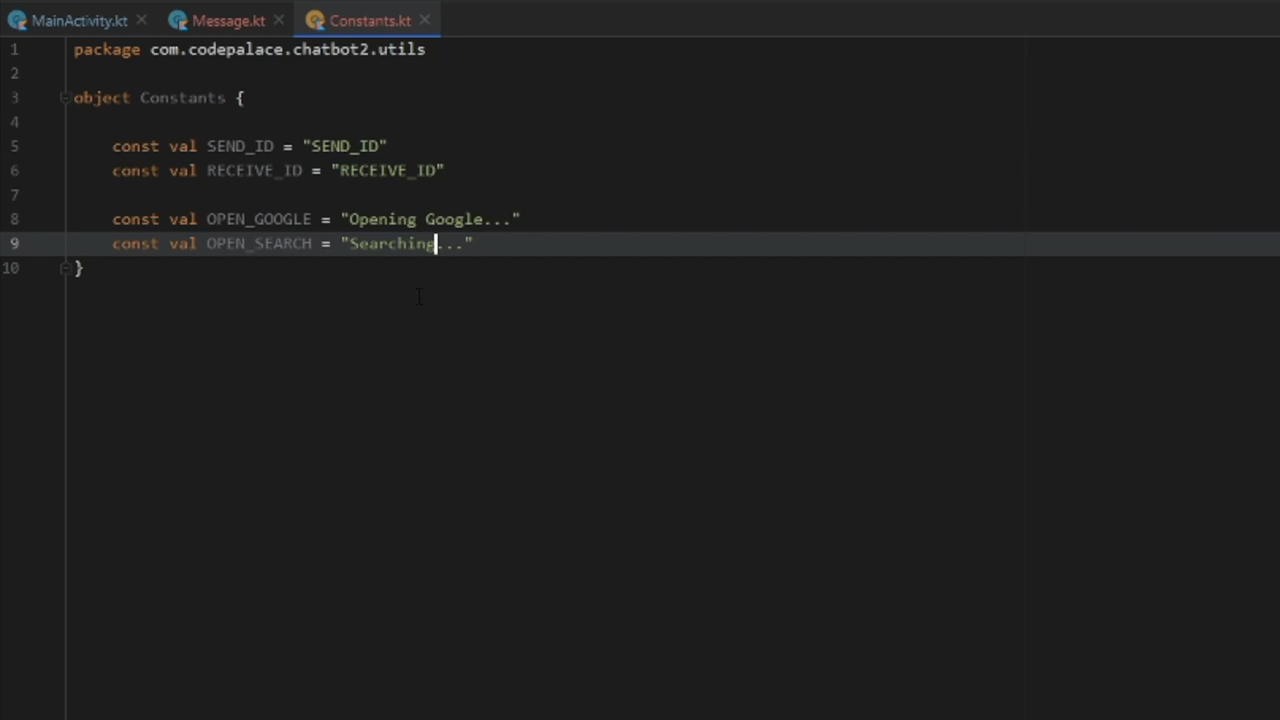 MainActivity.kt Message.kt Constants.kt
1 package com.codepalace.chatbot2.utils
2
3 object Constants {
4
5 const val SEND_ID = "SEND_ID"
6 const val RECEIVE_ID = "RECEIVE_ID"
7
8 const val OPEN_GOOGLE = "Opening Google..."
9 const val OPEN_SEARCH = "Searching..."
10 }